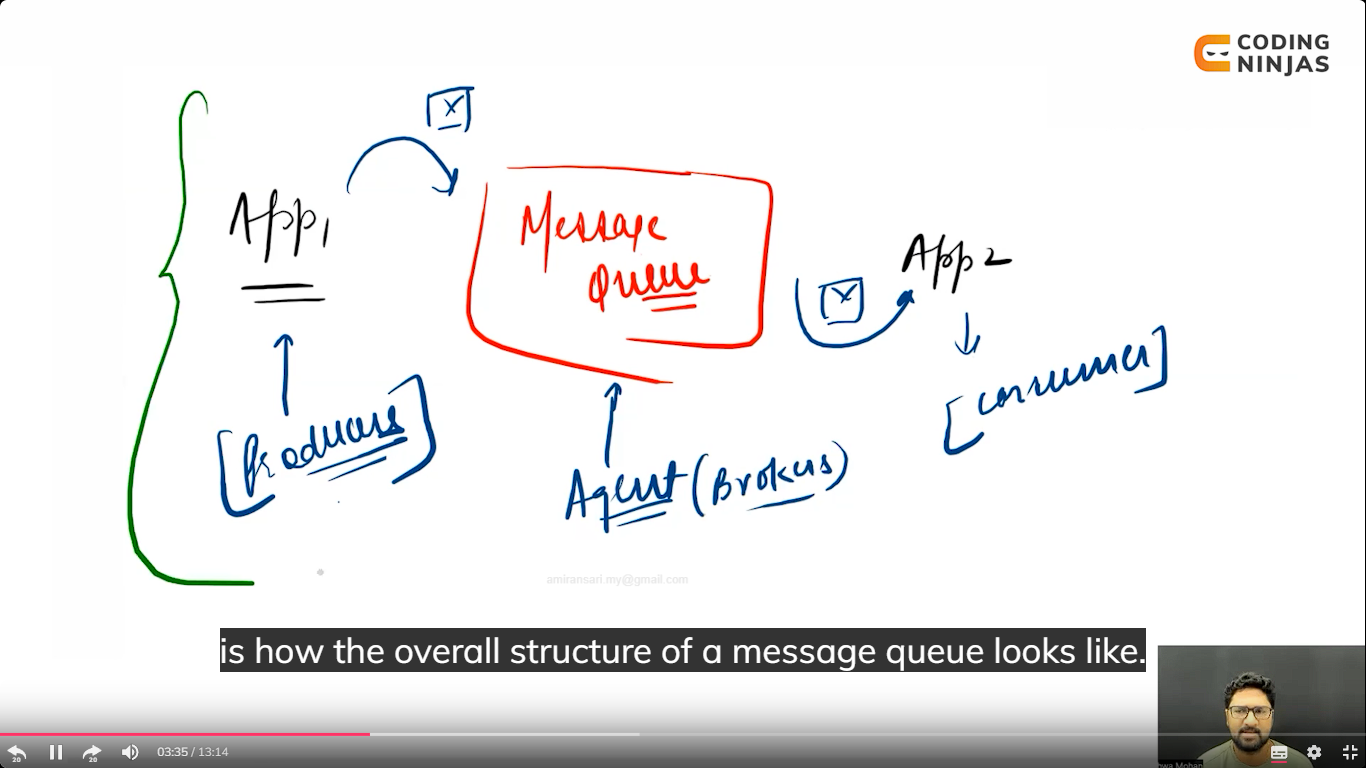 CODING
NINJAS
X
App1
Message
Queue
App2
X
[Producers]
[consumer]
Agent (Brokers)
amiransari.my@gmail.com
is how the overall structure of a message queue looks like.
20
20
03:35 / 13:14